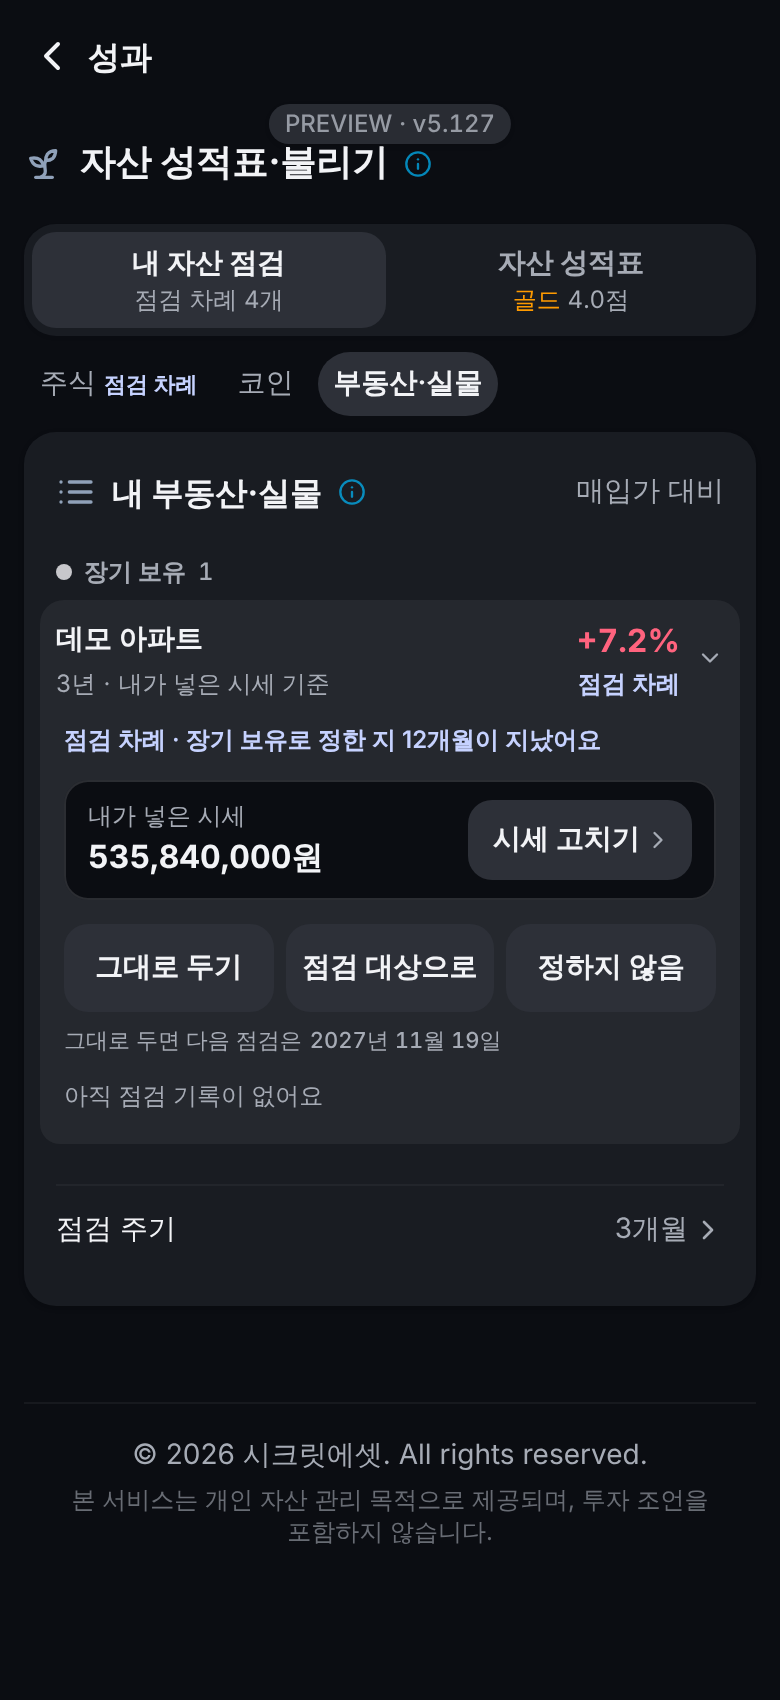 성과
PREVIEW · v5.127
자산 성적표·불리기
내 자산 점검
점검 차례 4개
자산 성적표
골드 4.0점
주식 점검 차례 코인 부동산·실물
내 부동산·실물 매입가 대비
장기 보유 1
데모 아파트 +7.2%
3년 · 내가 넣은 시세 기준 점검 차례
점검 차례 · 장기 보유로 정한 지 12개월이 지났어요
내가 넣은 시세
535,840,000원
시세 고치기
그대로 두기 점검 대상으로 정하지 않음
그대로 두면 다음 점검은 2027년 11월 19일
아직 점검 기록이 없어요
점검 주기 3개월
© 2026 시크릿에셋. All rights reserved.
본 서비스는 개인 자산 관리 목적으로 제공되며, 투자 조언을
포함하지 않습니다.